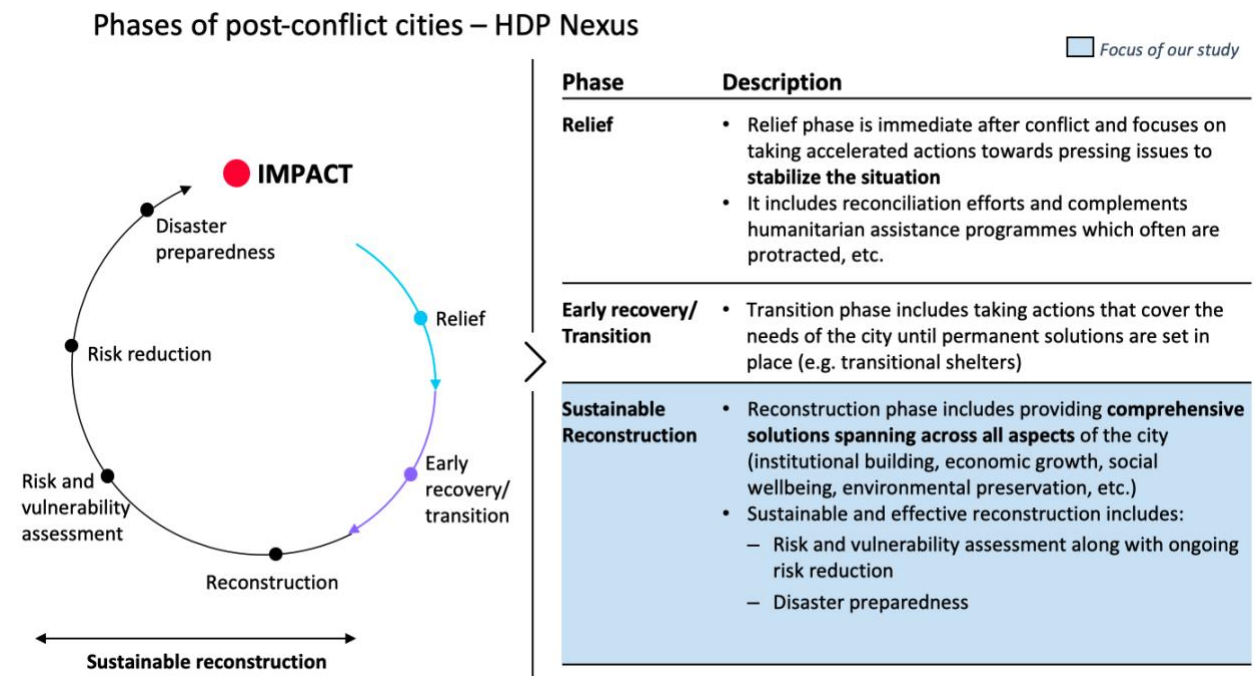 Phases of post-conflict cities – HDP Nexus
Focus of our study
IMPACT
Disaster
preparedness
Relief
Risk reduction
Early
recovery/
transition
Risk and
vulnerability
assessment
Reconstruction
Sustainable reconstruction
Phase Description
Relief
• Relief phase is immediate after conflict and focuses on
taking accelerated actions towards pressing issues to
stabilize the situation
• It includes reconciliation efforts and complements
humanitarian assistance programmes which often are
protracted, etc.
Early recovery/
Transition
• Transition phase includes taking actions that cover the
needs of the city until permanent solutions are set in
place (e.g. transitional shelters)
Sustainable
Reconstruction
• Reconstruction phase includes providing comprehensive
solutions spanning across all aspects of the city
(institutional building, economic growth, social
wellbeing, environmental preservation, etc.)
• Sustainable and effective reconstruction includes:
– Risk and vulnerability assessment along with ongoing
risk reduction
– Disaster preparedness